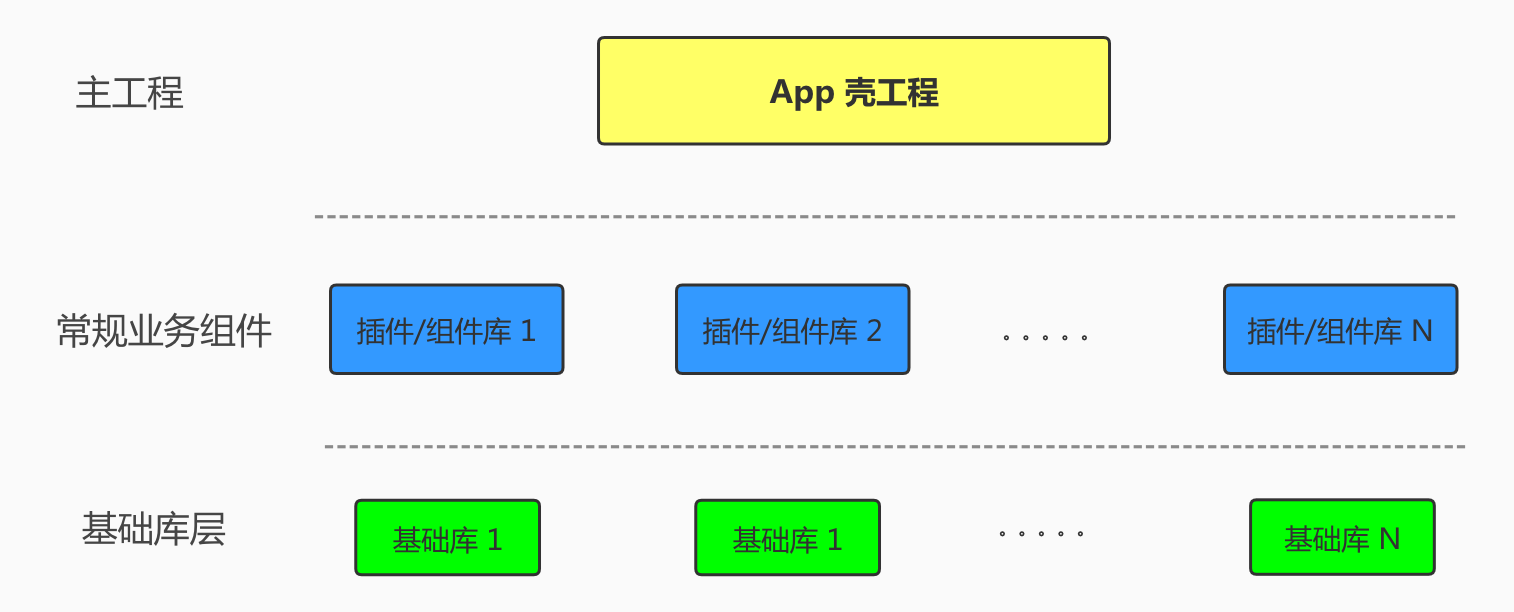 主工程
App 壳工程
常规业务组件
插件/组件库 1
插件/组件库 2
。。。。。
插件/组件库 N
基础库层
基础库 1
基础库 1
。。。。。
基础库 N